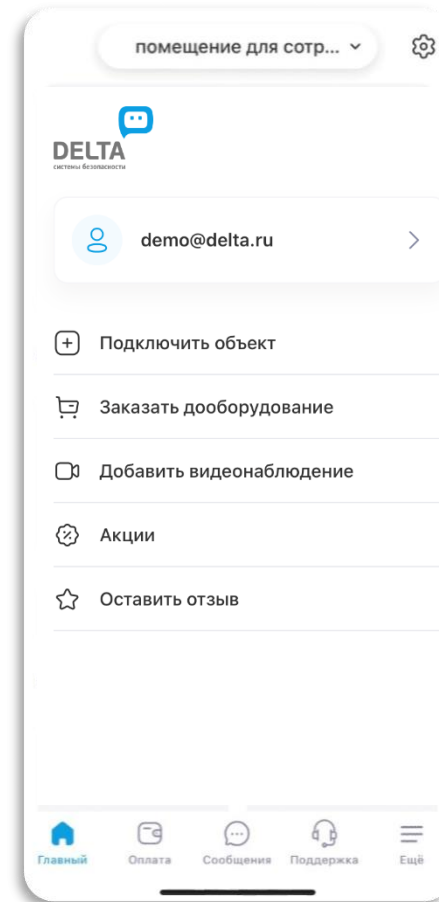 помещение для сотр...
DELTA
системы безопасности
demo@delta.ru
Подключить объект
Заказать дооборудование
Добавить видеонаблюдение
Акции
Оставить отзыв
Главный
Оплата
Сообщения
Поддержка
Ещё